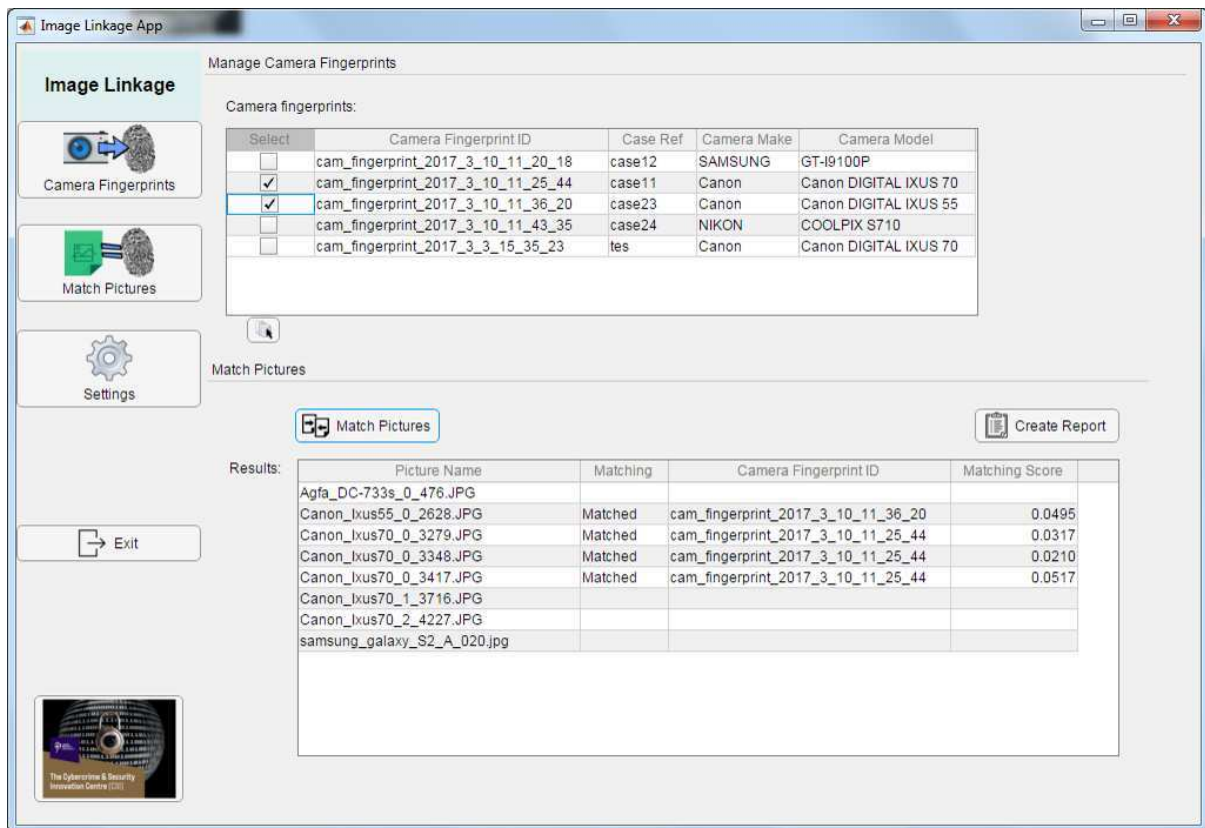 Image Linkage App
Image Linkage
Camera Fingerprints
Match Pictures
Settings
Exit
The Cybercrime & Security
Innovation Centre (CSI)
Manage Camera Fingerprints
Camera fingerprints:
Select Camera Fingerprint ID Case Ref Camera Make Camera Model
cam_fingerprint_2017_3_10_11_20_18 case12 SAMSUNG GT-I9100P
cam_fingerprint_2017_3_10_11_25_44 case11 Canon Canon DIGITAL IXUS 70
cam_fingerprint_2017_3_10_11_36_20 case23 Canon Canon DIGITAL IXUS 55
cam_fingerprint_2017_3_10_11_43_35 case24 NIKON COOLPIX S710
cam_fingerprint_2017_3_3_15_35_23 tes Canon Canon DIGITAL IXUS 70
Match Pictures
Match Pictures
Create Report
Results:
Picture Name Matching Camera Fingerprint ID Matching Score
Agfa_DC-733s_0_476.JPG
Canon_Ixus55_0_2628.JPG Matched cam_fingerprint_2017_3_10_11_36_20 0.0495
Canon_Ixus70_0_3279.JPG Matched cam_fingerprint_2017_3_10_11_25_44 0.0317
Canon_Ixus70_0_3348.JPG Matched cam_fingerprint_2017_3_10_11_25_44 0.0210
Canon_Ixus70_0_3417.JPG Matched cam_fingerprint_2017_3_10_11_25_44 0.0517
Canon_Ixus70_1_3716.JPG
Canon_Ixus70_2_4227.JPG
samsung_galaxy_S2_A_020.jpg